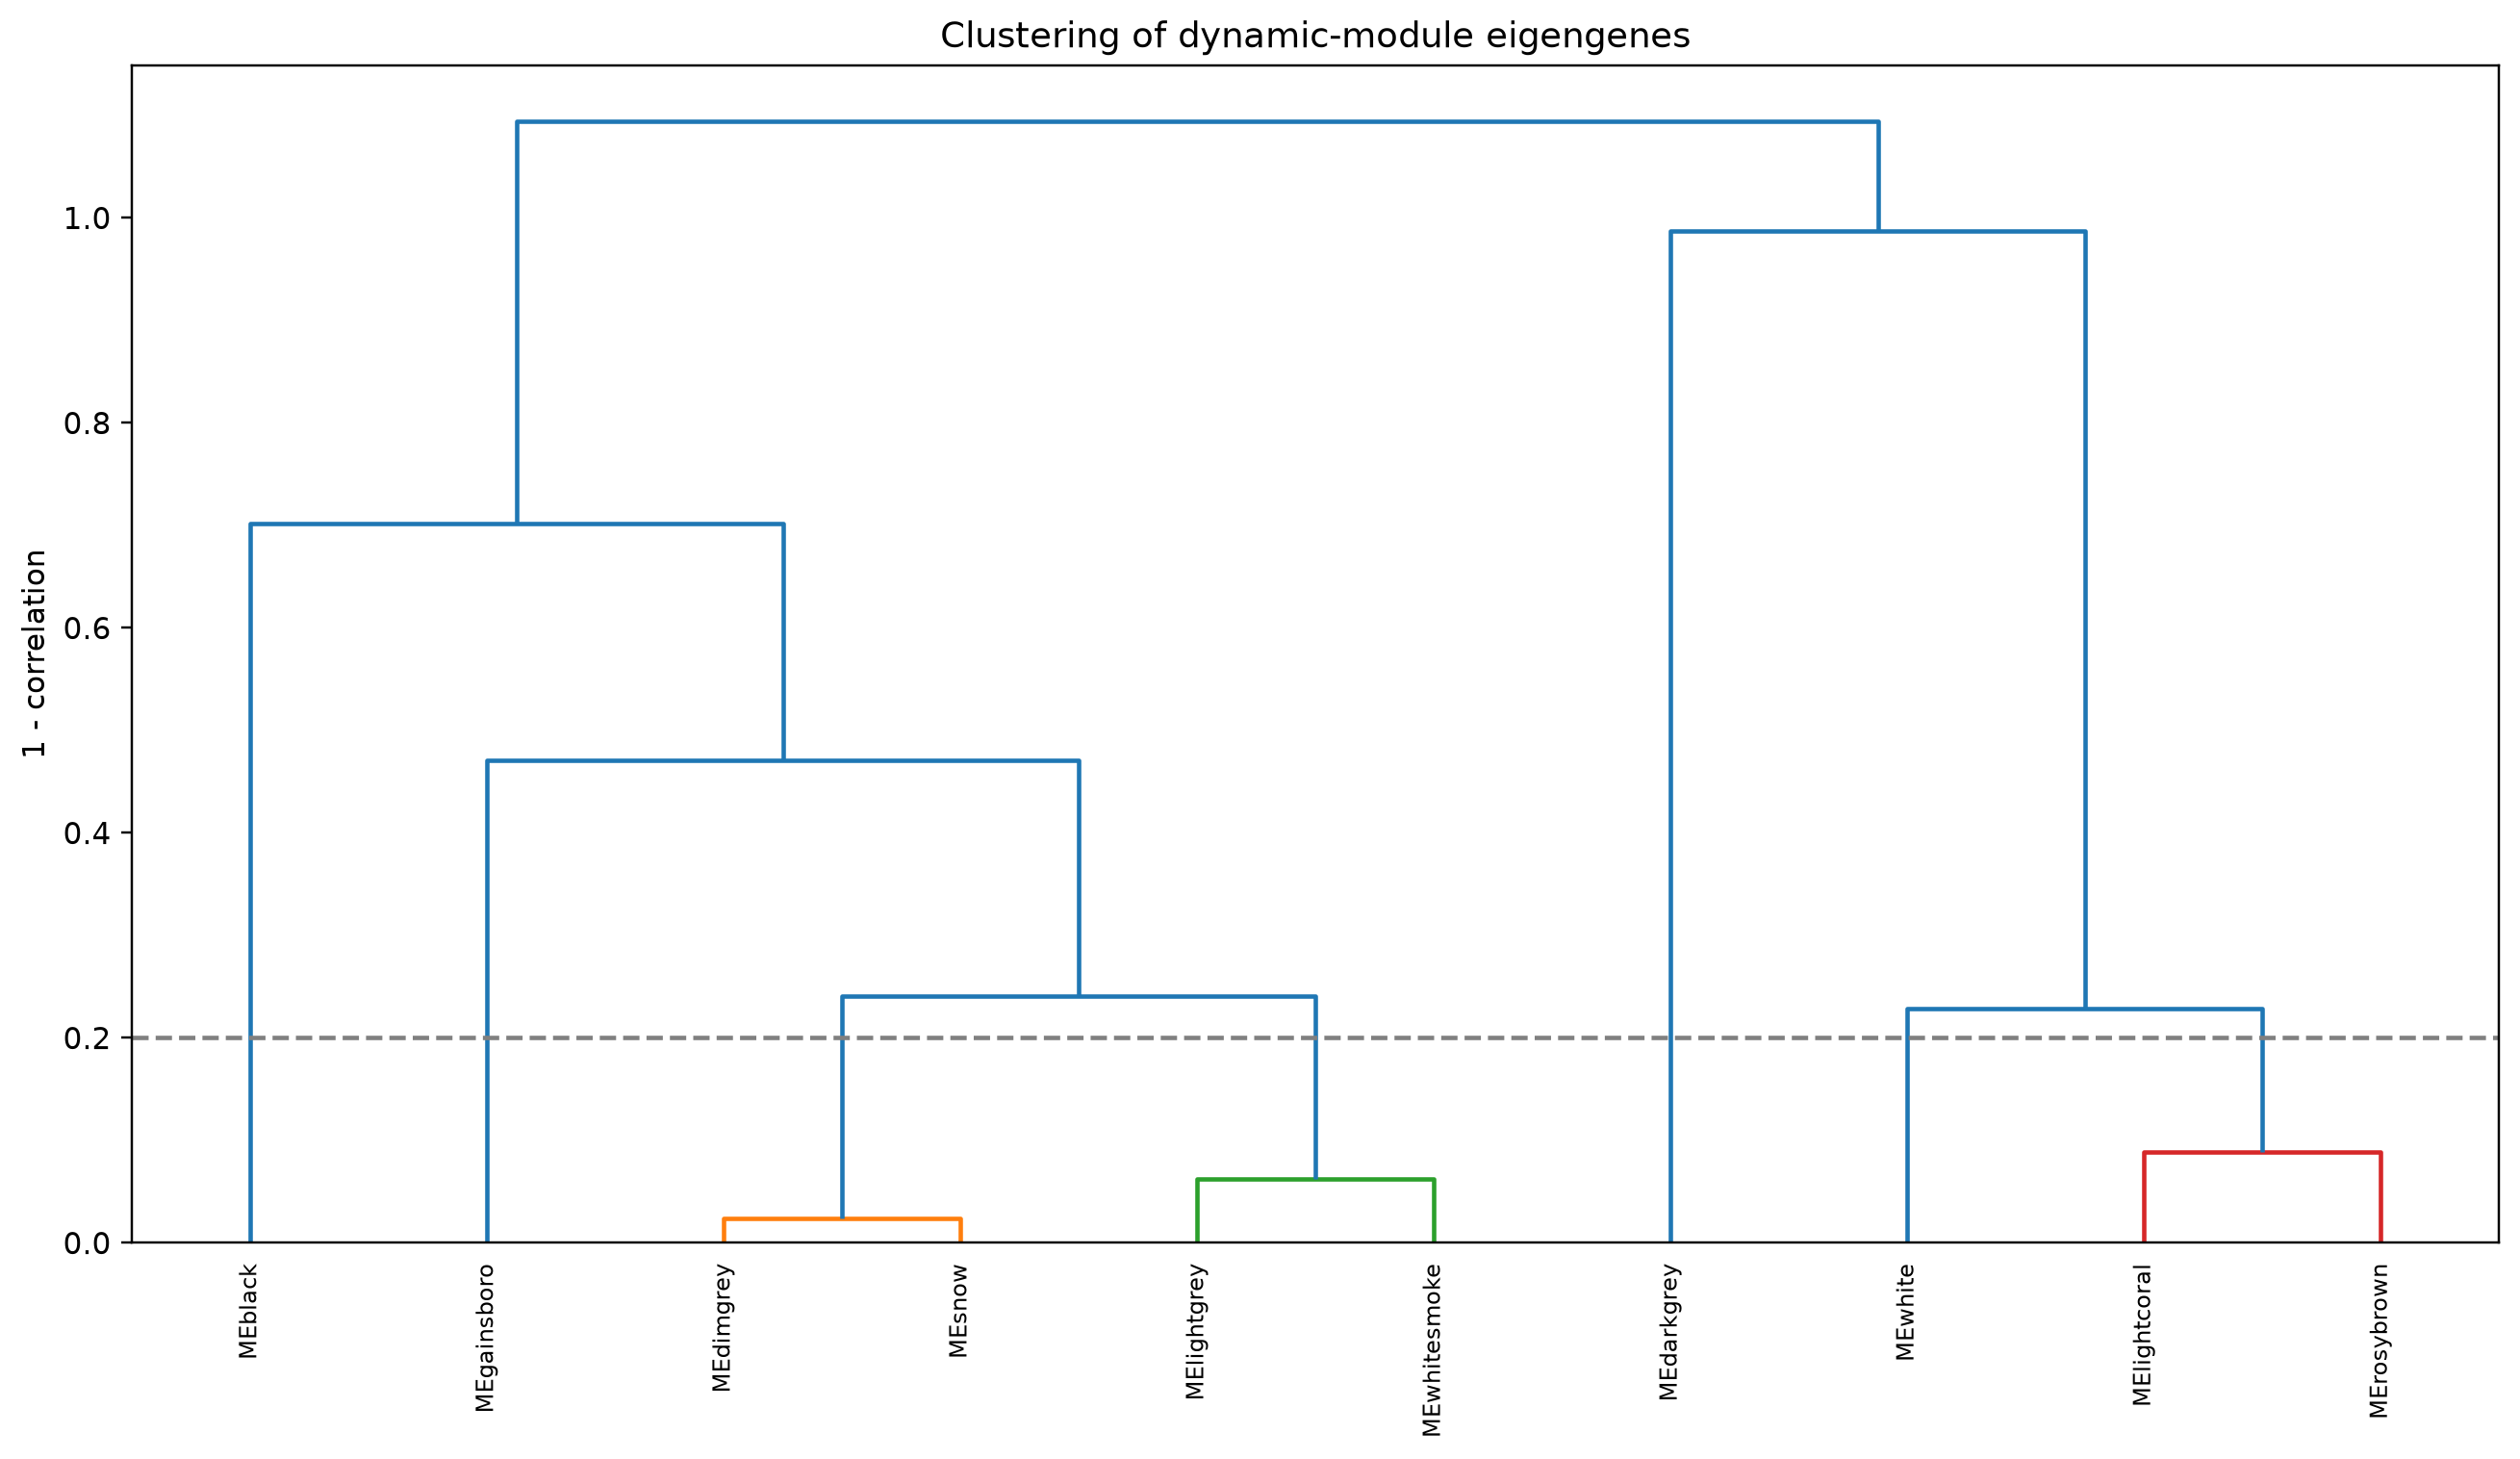 Clustering of dynamic-module eigengenes
1 - correlation
1.0
0.8
0.6
0.4
0.2
0.0
MEblack
MEgainsboro
MEdimgrey
MEsnow
MElightgrey
MEwhitesmoke
MEdarkgrey
MEwhite
MElightcoral
MErosybrown